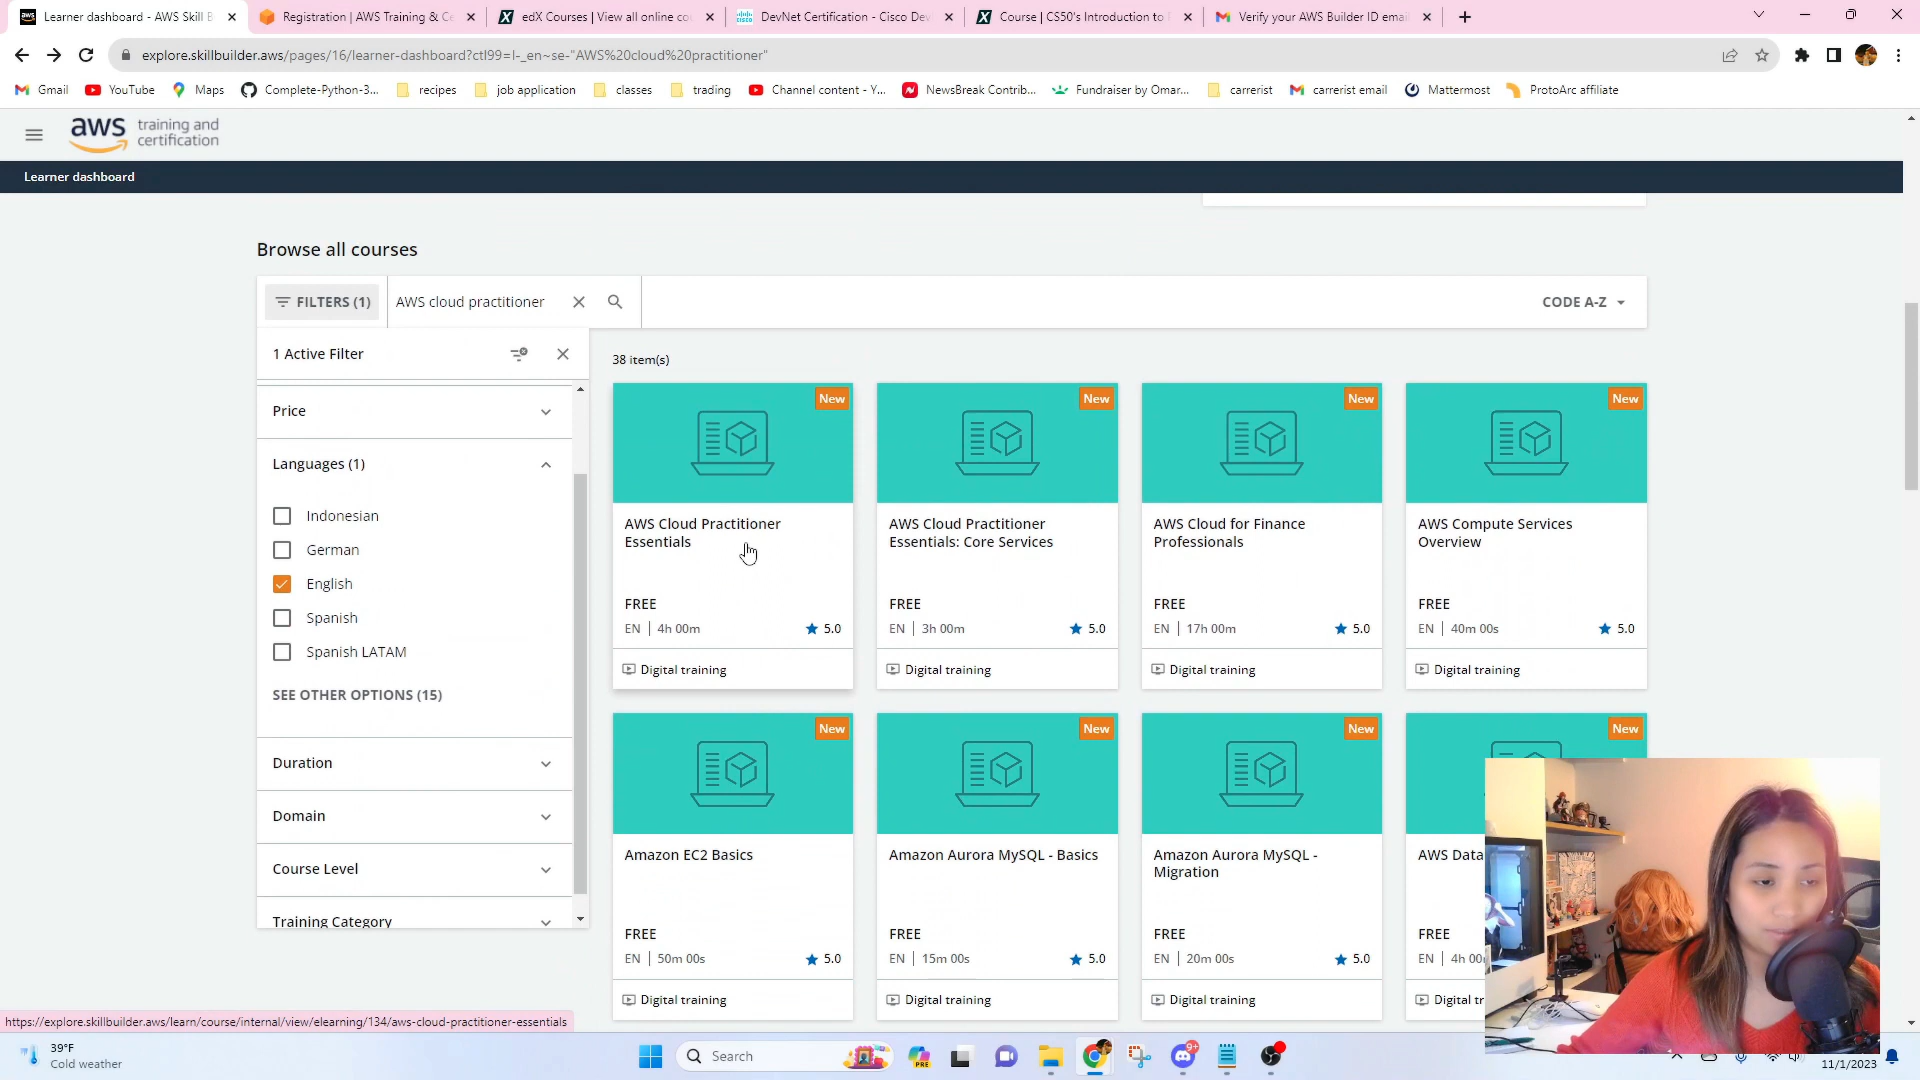 Learner dashboard - AWS Skill B
Registration | AWS Training & Ce
edX Courses | View all online co
DevNet Certification - Cisco Dev
Course | CS50's Introduction to
Verify your AWS Builder ID email
explore.skillbuilder.aws/pages/16/learner-dashboard?ctl99=l-_en~se-"AWS%20cloud%20practitioner"
Gmail
YouTube
Maps
Complete-Python-3...
recipes
job application
classes
trading
Channel content - Y...
NewsBreak Contrib...
Fundraiser by Omar...
carrerist
carrerist email
Mattermost
ProtoArc affiliate
aws training and certification
Learner dashboard
Browse all courses
FILTERS (1)
AWS cloud practitioner
CODE A-Z
1 Active Filter
38 item(s)
Price
Languages (1)
Indonesian
German
English
Spanish
Spanish LATAM
SEE OTHER OPTIONS (15)
Duration
Domain
Course Level
Training Category
New
AWS Cloud Practitioner
Essentials
FREE
EN | 4h 00m
5.0
Digital training
New
AWS Cloud Practitioner
Essentials: Core Services
FREE
EN | 3h 00m
5.0
Digital training
New
AWS Cloud for Finance
Professionals
FREE
EN | 17h 00m
5.0
Digital training
New
AWS Compute Services
Overview
FREE
EN | 40m 00s
5.0
Digital training
New
Amazon EC2 Basics
FREE
EN | 50m 00s
5.0
Digital training
New
Amazon Aurora MySQL - Basics
FREE
EN | 15m 00s
5.0
Digital training
New
Amazon Aurora MySQL -
Migration
FREE
EN | 20m 00s
5.0
Digital training
New
AWS Data
FREE
EN | 4h 00
Digital tr
https://explore.skillbuilder.aws/learn/course/internal/view/elearning/134/aws-cloud-practitioner-essentials
39°F
Cold weather
Search
PRE
9+
11/1/2023